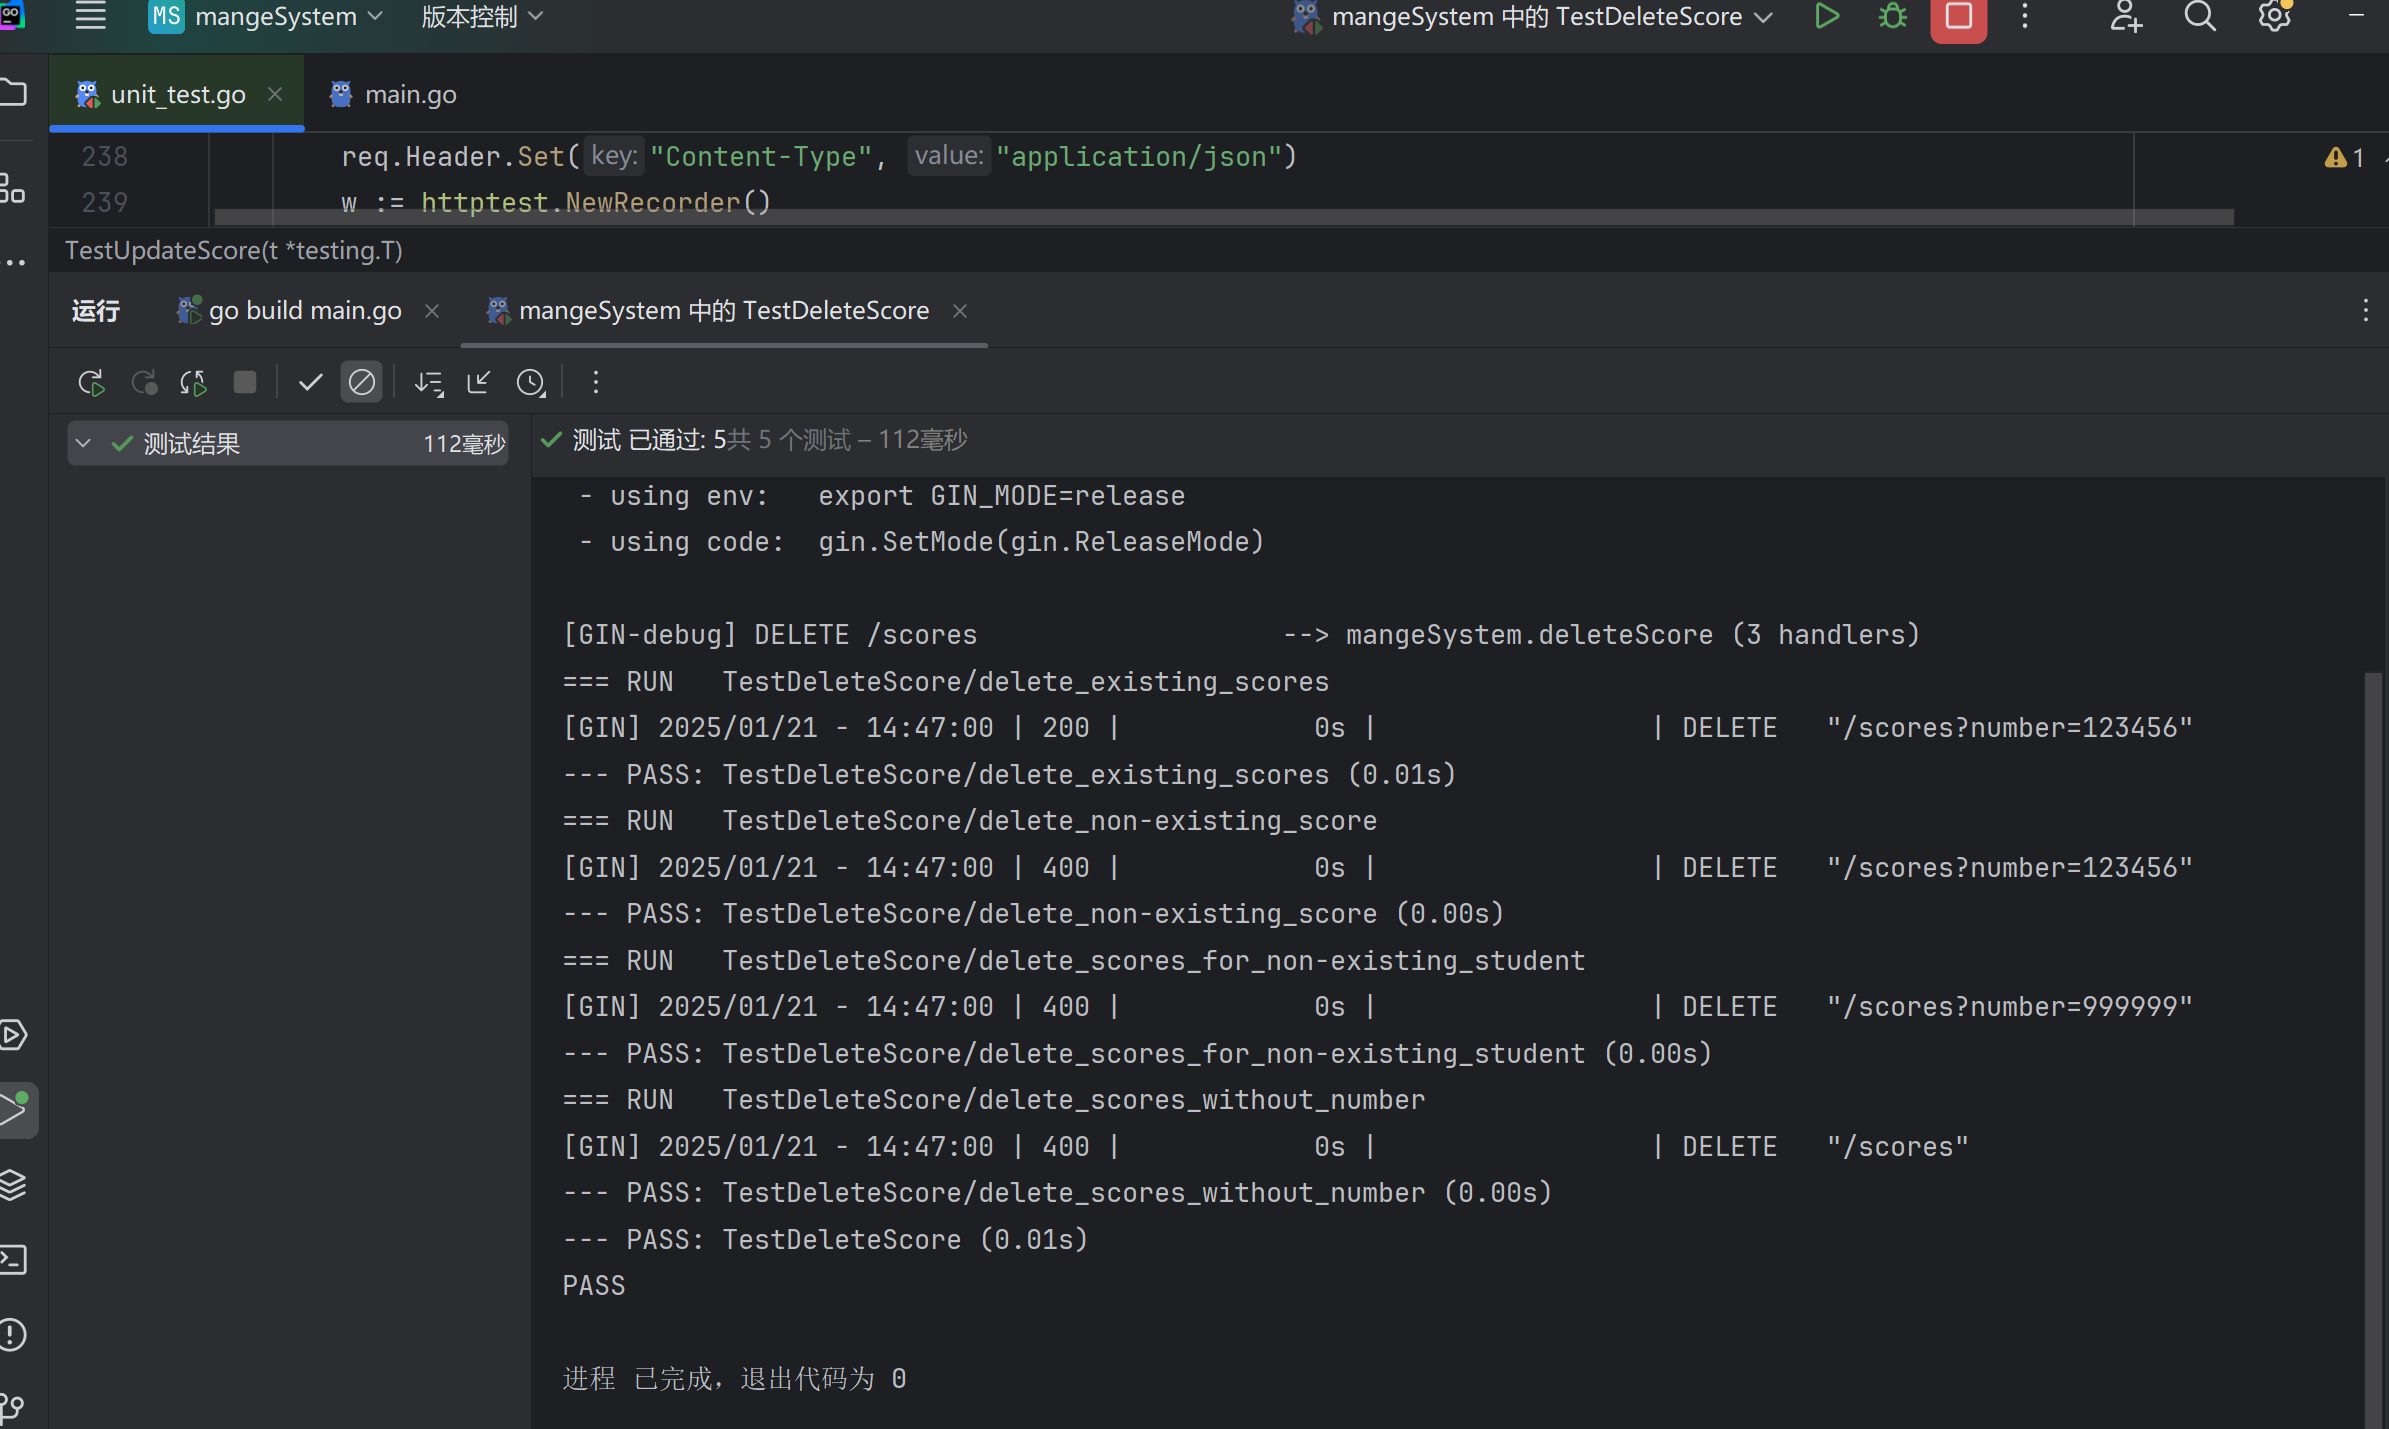 MS mangeSystem 版本控制 mangeSystem 中的 TestDeleteScore
unit_test.go main.go
238 req.Header.Set( key: "Content-Type", value: "application/json") 1
239 w := httptest.NewRecorder()
TestUpdateScore(t *testing.T)
运行 go build main.go mangeSystem 中的 TestDeleteScore
测试结果 112毫秒
测试 已通过: 5共 5 个测试 – 112毫秒
- using env: export GIN_MODE=release
- using code: gin.SetMode(gin.ReleaseMode)
[GIN-debug] DELETE /scores --> mangeSystem.deleteScore (3 handlers)
=== RUN TestDeleteScore/delete_existing_scores
[GIN] 2025/01/21 - 14:47:00 | 200 | 0s | | DELETE "/scores?number=123456"
--- PASS: TestDeleteScore/delete_existing_scores (0.01s)
=== RUN TestDeleteScore/delete_non-existing_score
[GIN] 2025/01/21 - 14:47:00 | 400 | 0s | | DELETE "/scores?number=123456"
--- PASS: TestDeleteScore/delete_non-existing_score (0.00s)
=== RUN TestDeleteScore/delete_scores_for_non-existing_student
[GIN] 2025/01/21 - 14:47:00 | 400 | 0s | | DELETE "/scores?number=999999"
--- PASS: TestDeleteScore/delete_scores_for_non-existing_student (0.00s)
=== RUN TestDeleteScore/delete_scores_without_number
[GIN] 2025/01/21 - 14:47:00 | 400 | 0s | | DELETE "/scores"
--- PASS: TestDeleteScore/delete_scores_without_number (0.00s)
--- PASS: TestDeleteScore (0.01s)
PASS
进程 已完成，退出代码为 0